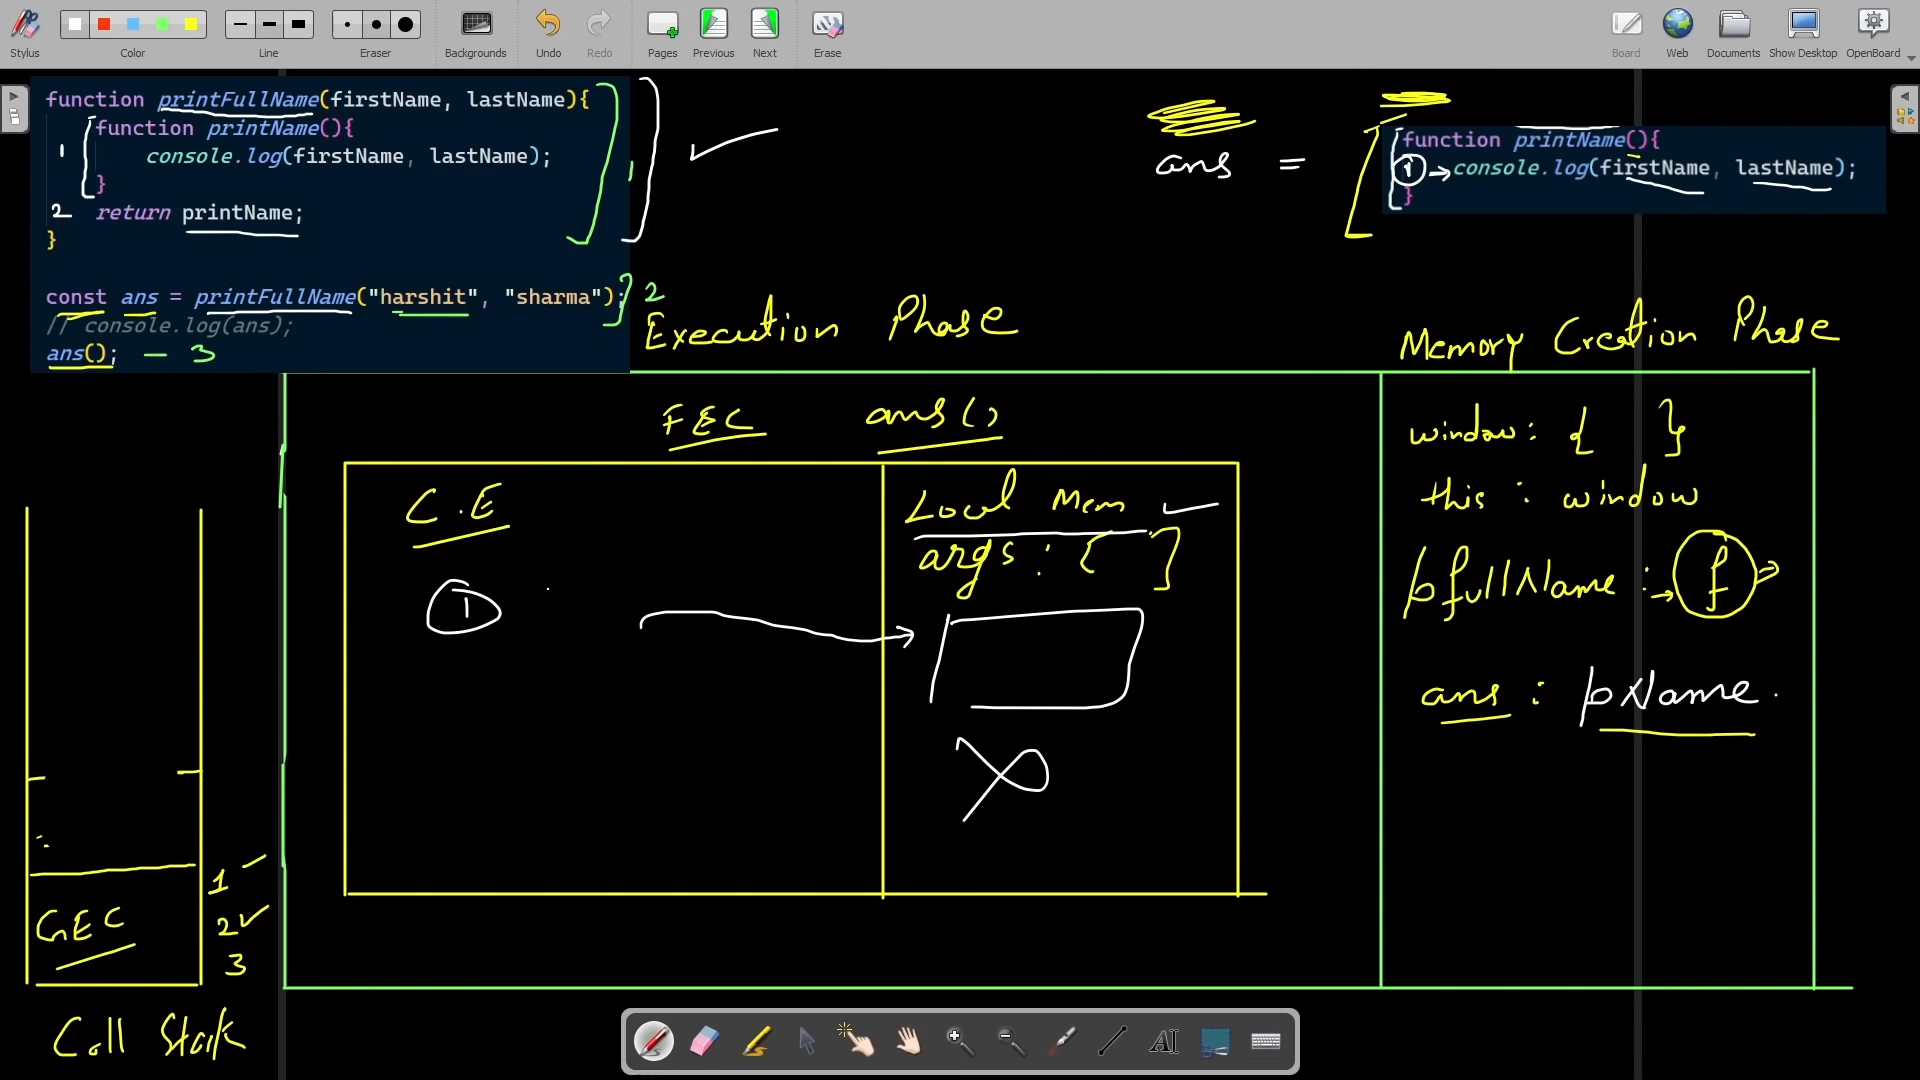 Stylus
Color
Line
Eraser
Backgrounds
Undo
Redo
Pages
Previous
Next
Erase
Board
Web
Documents
Show Desktop
OpenBoard
function printFullName(firstName, lastName){
1 function printName(){
console.log(firstName, lastName);
}
2 return printName;
}
1
const ans = printFullName("harshit", "sharma"); 2
// console.log(ans);
ans(); — 3
ans =
function printName(){
1 → console.log(firstName, lastName);
}
Execution Phase
Memory Creation Phase
FEC ans()
C.E
1
Local Mem
args : [ ]
window : { }
this : window
pfullName : → f
ans : pName
1
2
3
GEC
Call Stack
AI